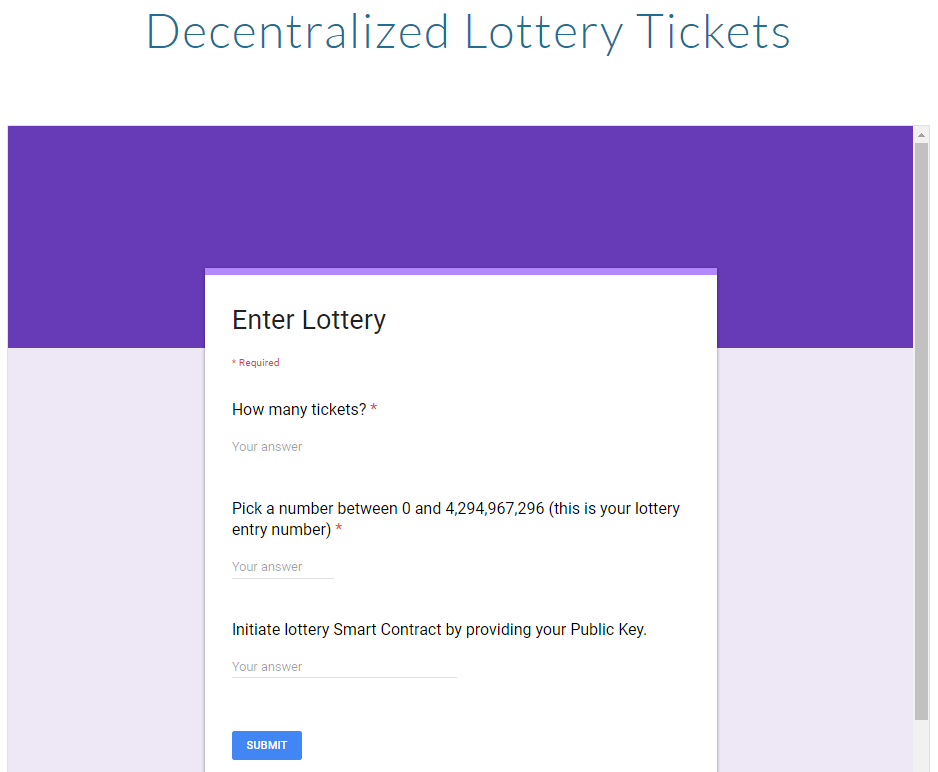 Decentralized Lottery Tickets
Enter Lottery
* Required
How many tickets? *
Your answer
Pick a number between 0 and 4,294,967,296 (this is your lottery
entry number) *
Your answer
Initiate lottery Smart Contract by providing your Public Key.
Your answer
SUBMIT